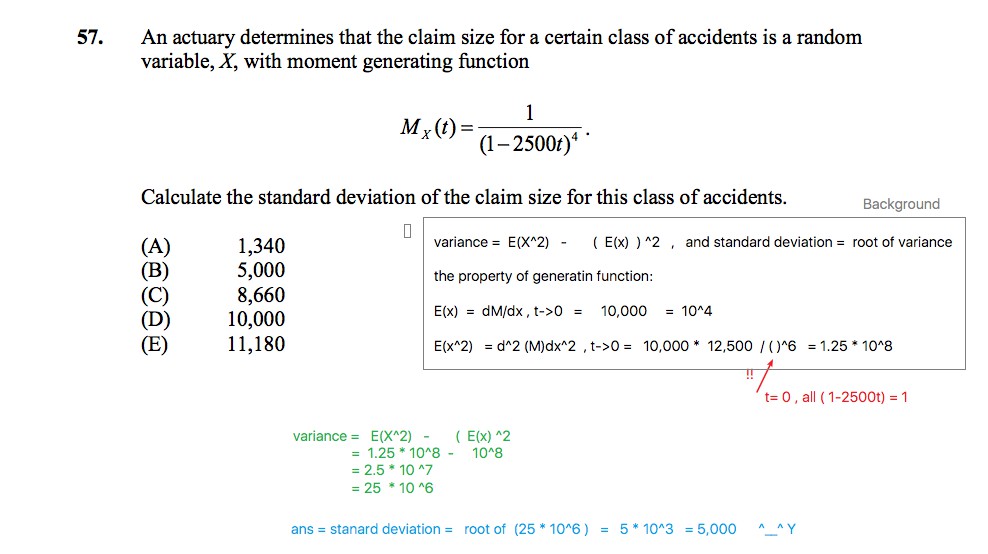 57. An actuary determines that the claim size for a certain class of accidents is a random
variable, X, with moment generating function
M_X(t) = 1 / (1 – 2500t)^4 .
Calculate the standard deviation of the claim size for this class of accidents.
Background
(A) 1,340
(B) 5,000
(C) 8,660
(D) 10,000
(E) 11,180
variance = E(X^2) - ( E(x) ) ^2 , and standard deviation = root of variance
the property of generatin function:
E(x) = dM/dx , t->0 = 10,000 = 10^4
E(x^2) = d^2 (M)dx^2 , t->0 = 10,000 * 12,500 / ( )^6 = 1.25 * 10^8
!!
t= 0 , all ( 1-2500t) = 1
variance = E(X^2) - ( E(x) ^2
= 1.25 * 10^8 - 10^8
= 2.5 * 10 ^7
= 25 * 10 ^6
ans = stanard deviation = root of (25 * 10^6 ) = 5 * 10^3 = 5,000 ^_^ Y